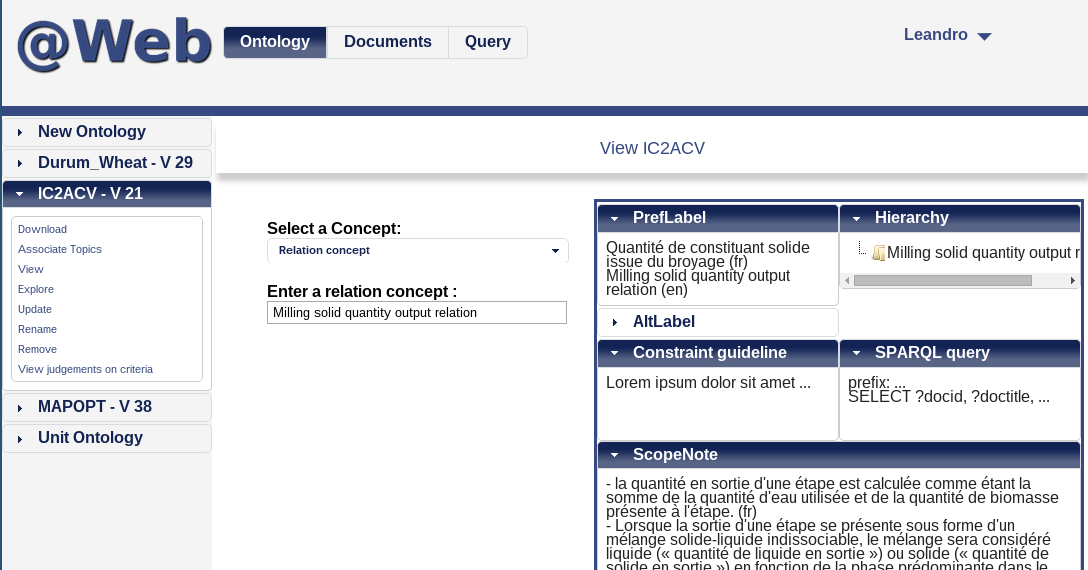 @Web
Ontology Documents Query
Leandro
New Ontology
Durum_Wheat - V 29
IC2ACV - V 21
Download
Associate Topics
View
Explore
Update
Rename
Remove
View judgements on criteria
MAPOPT - V 38
Unit Ontology
View IC2ACV
Select a Concept:
Relation concept
Enter a relation concept :
Milling solid quantity output relation
PrefLabel
Quantité de constituant solide
issue du broyage (fr)
Milling solid quantity output
relation (en)
Hierarchy
Milling solid quantity output r
AltLabel
Constraint guideline
Lorem ipsum dolor sit amet ...
SPARQL query
prefix: ...
SELECT ?docid, ?doctitle, ...
ScopeNote
- la quantité en sortie d'une étape est calculée comme étant la
somme de la quantité d'eau utilisée et de la quantité de biomasse
présente à l'étape. (fr)
- Lorsque la sortie d'une étape se présente sous forme d'un
mélange solide-liquide indissociable, le mélange sera considéré
liquide (« quantité de liquide en sortie ») ou solide (« quantité de
solide en sortie ») en fonction de la phase prédominante dans le